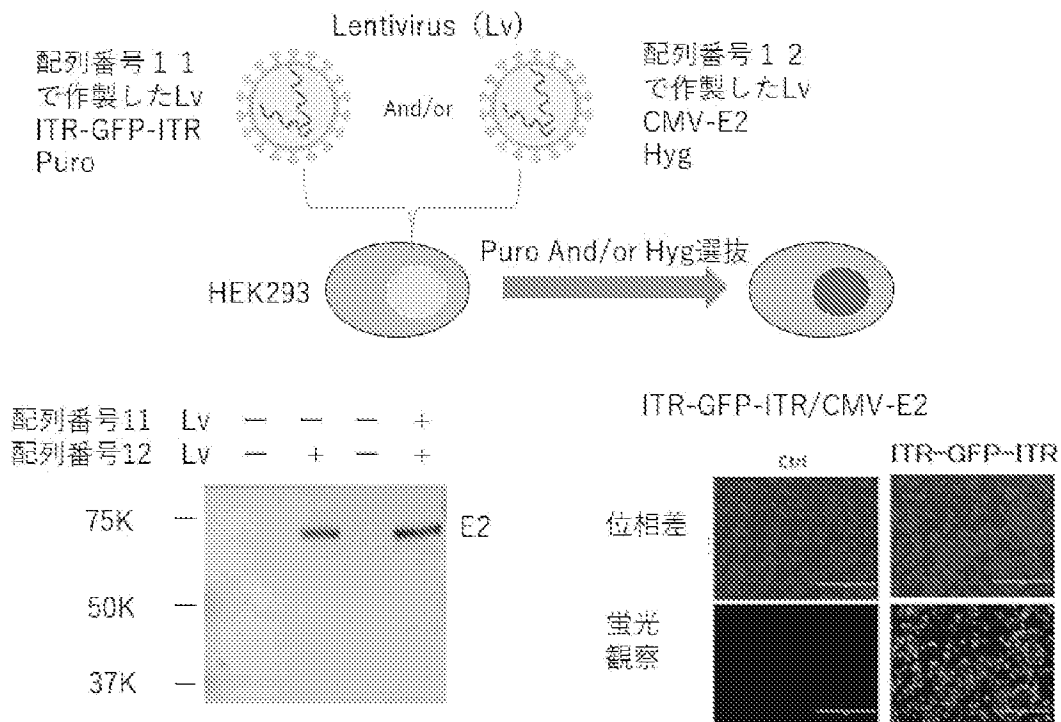 Lentivirus (Lv)
配列番号11
で作製したLv
ITR-GFP-ITR
Puro
And/or
配列番号12
で作製したLv
CMV-E2
Hyg
HEK293
Puro And/or Hyg選抜
配列番号11 Lv − − − +
配列番号12 Lv − + − +
75K
50K
37K
E2
ITR-GFP-ITR/CMV-E2
Ctrl
ITR-GFP-ITR
位相差
蛍光
観察